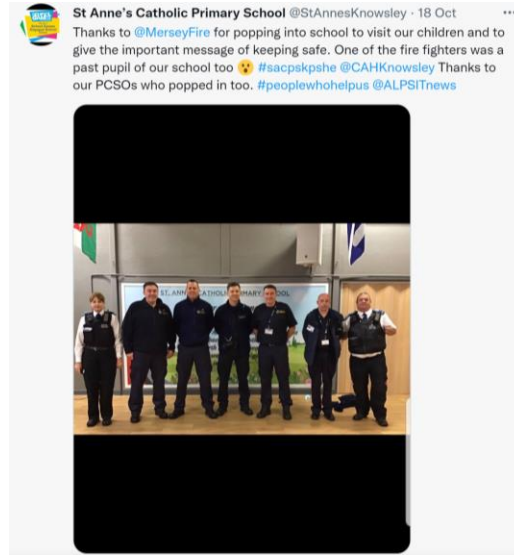 St Anne's Catholic Primary School @StAnnesKnowsley · 18 Oct
Thanks to @MerseyFire for popping into school to visit our children and to
give the important message of keeping safe. One of the fire fighters was a
past pupil of our school too 😮 #sacpskpshe @CAHKnowsley Thanks to
our PCSOs who popped in too. #peoplewhohelpus @ALPSITnews
ST. ANNE'S CATHOLIC PRIMARY SCHOOL